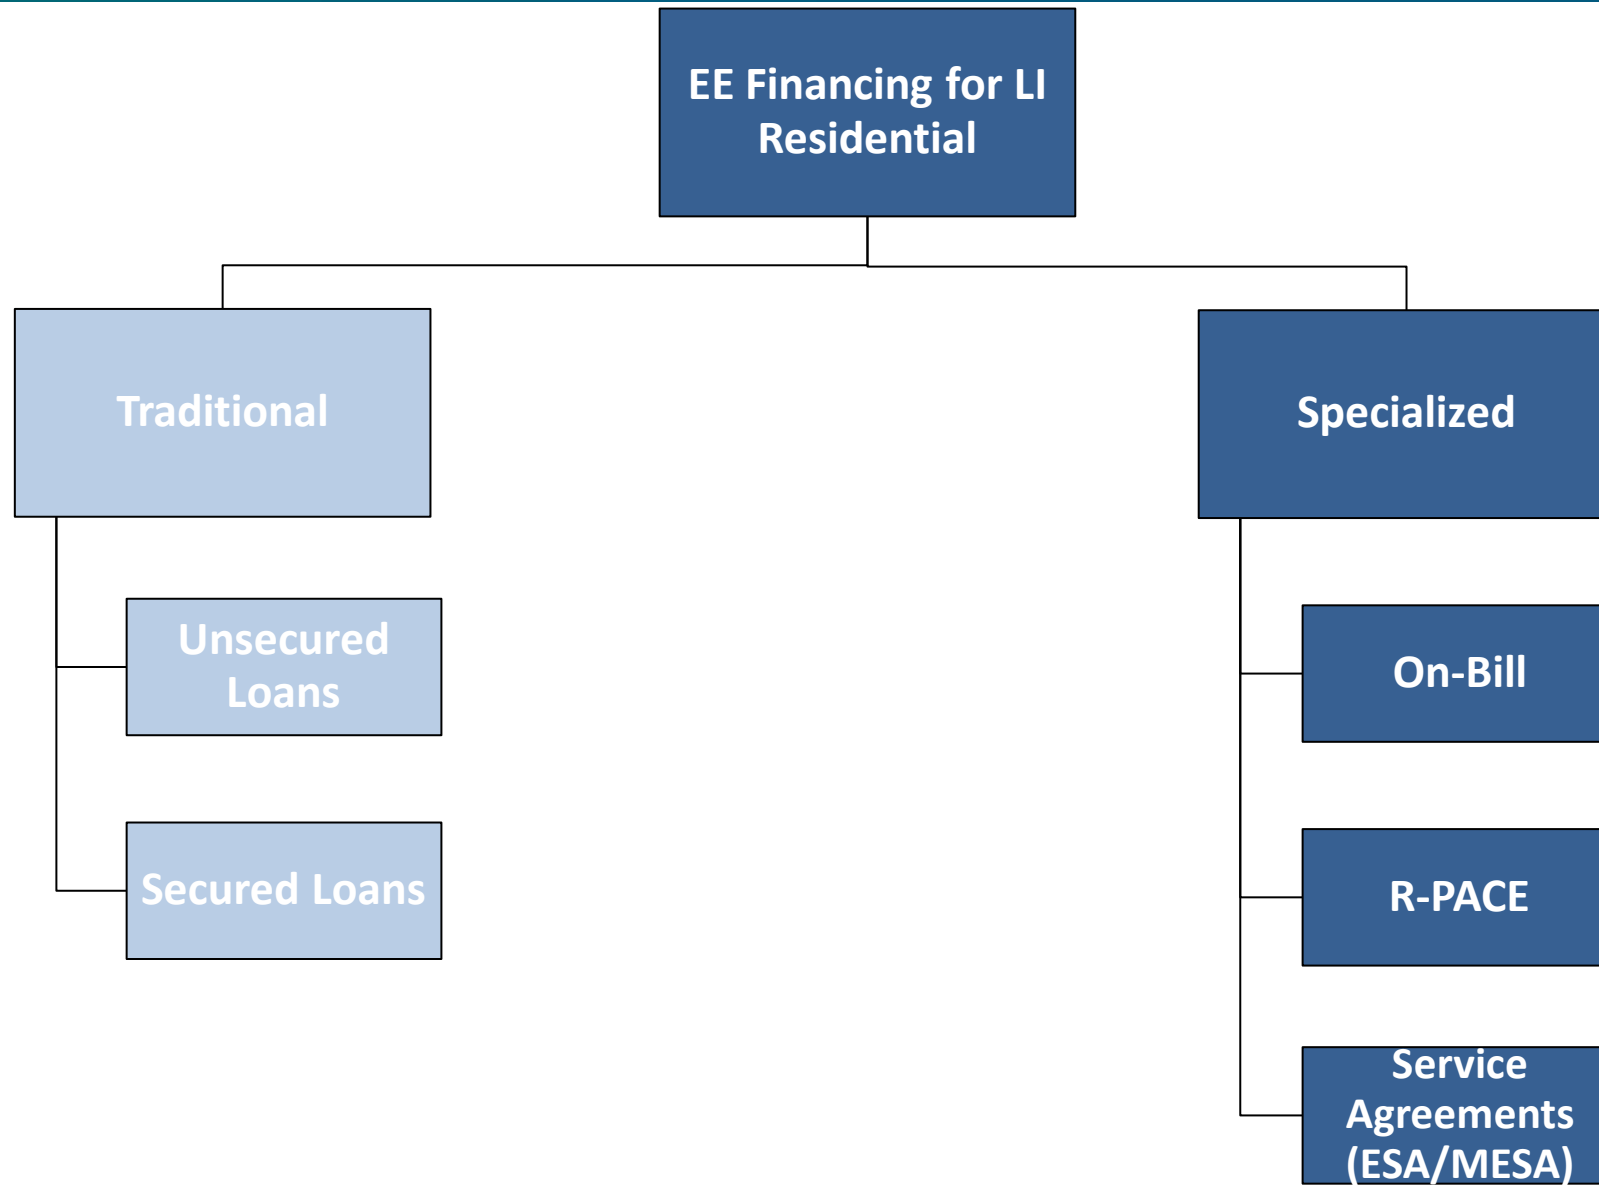 EE Financing for LI
Residential
Traditional
Specialized
Unsecured
Loans
On-Bill
Secured Loans
R-PACE
Service
Agreements
(ESA/MESA)